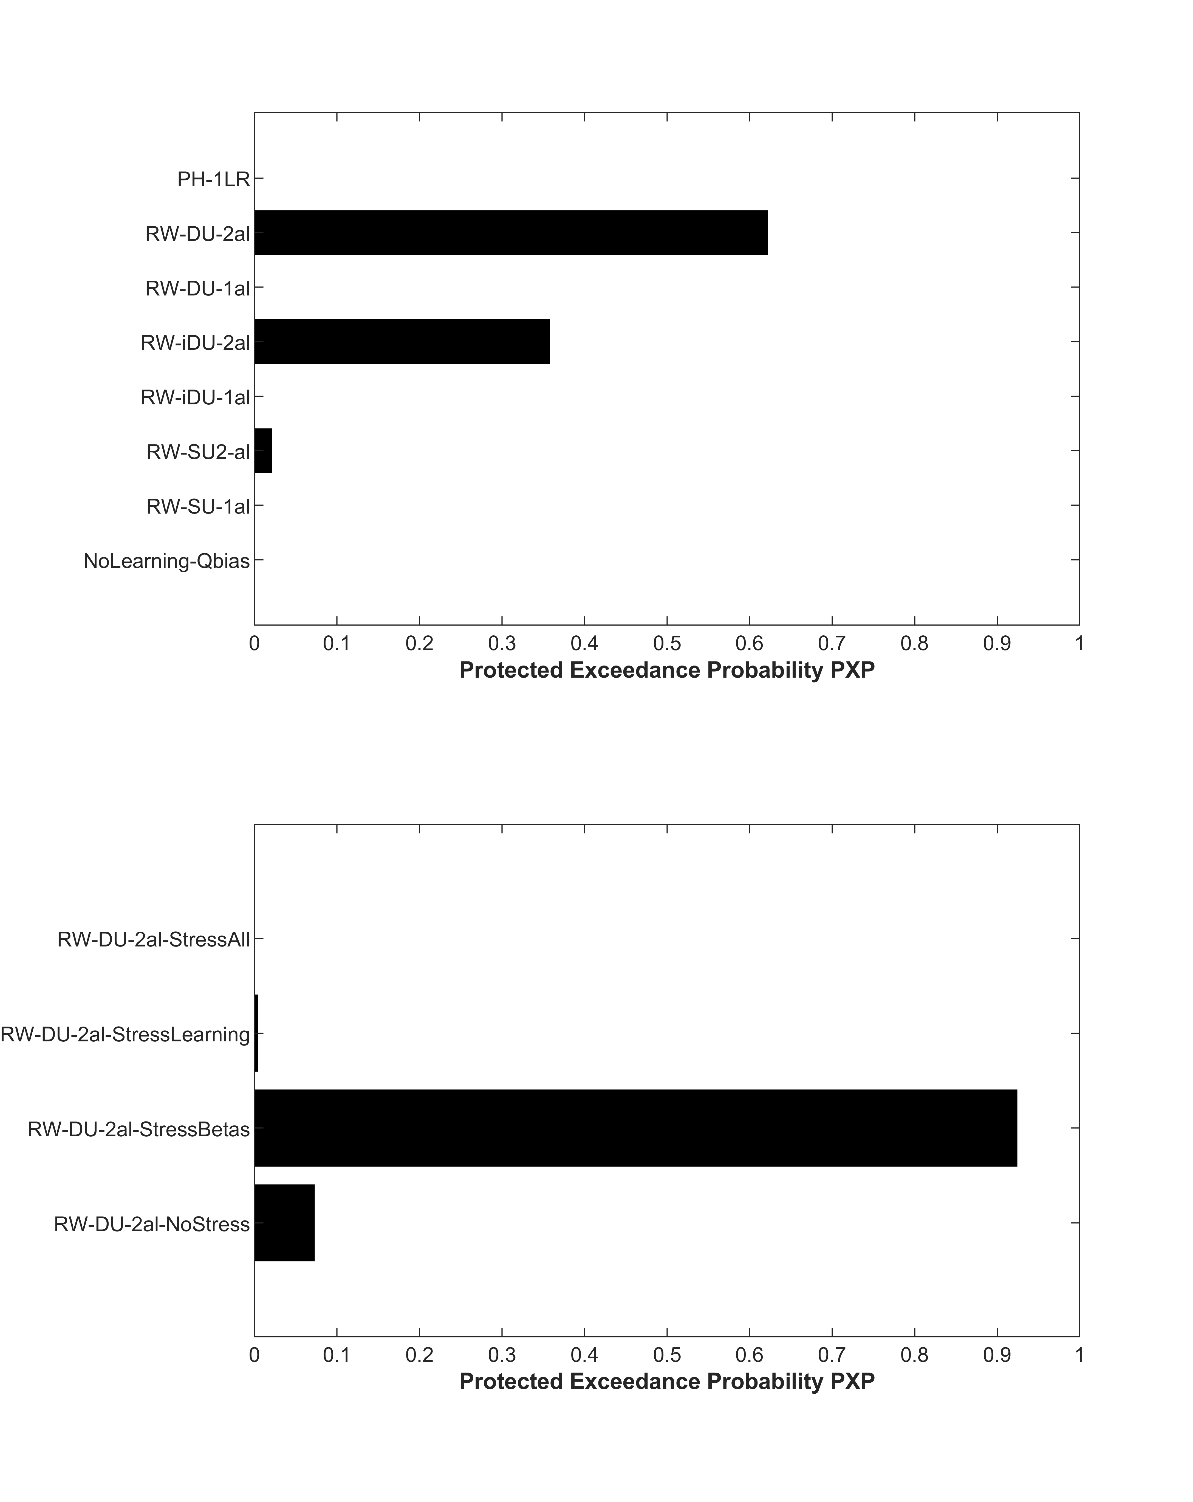 PH-1LR
RW-DU-2al
RW-DU-1al
RW-iDU-2al
RW-iDU-1al
RW-SU2-al
RW-SU-1al
NoLearning-Qbias
0 0.1 0.2 0.3 0.4 0.5 0.6 0.7 0.8 0.9 1
Protected Exceedance Probability PXP
RW-DU-2al-StressAll
RW-DU-2al-StressLearning
RW-DU-2al-StressBetas
RW-DU-2al-NoStress
0 0.1 0.2 0.3 0.4 0.5 0.6 0.7 0.8 0.9 1
Protected Exceedance Probability PXP